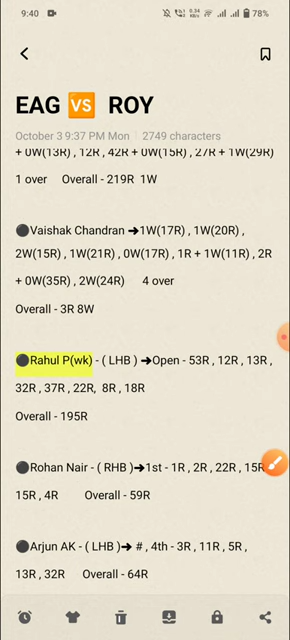 9:40 0.34 KB/s 78%
EAG VS ROY
October 3 9:37 PM Mon | 2749 characters
+ 0W(13R) , 12R , 42R + 0W(15R) , 27R + 1W(29R)
1 over Overall - 219R 1W
⚫Vaishak Chandran ➔1W(17R) , 1W(20R) ,
2W(15R) , 1W(21R) , 0W(17R) , 1R + 1W(11R) , 2R
+ 0W(35R) , 2W(24R) 4 over
Overall - 3R 8W
⚫Rahul P(wk) - ( LHB ) ➔Open - 53R , 12R , 13R ,
32R , 37R , 22R, 8R , 18R
Overall - 195R
⚫Rohan Nair - ( RHB ) ➔1st - 1R , 2R , 22R , 15R
15R , 4R Overall - 59R
⚫Arjun AK - ( LHB )➔ # , 4th - 3R , 11R , 5R ,
13R , 32R Overall - 64R